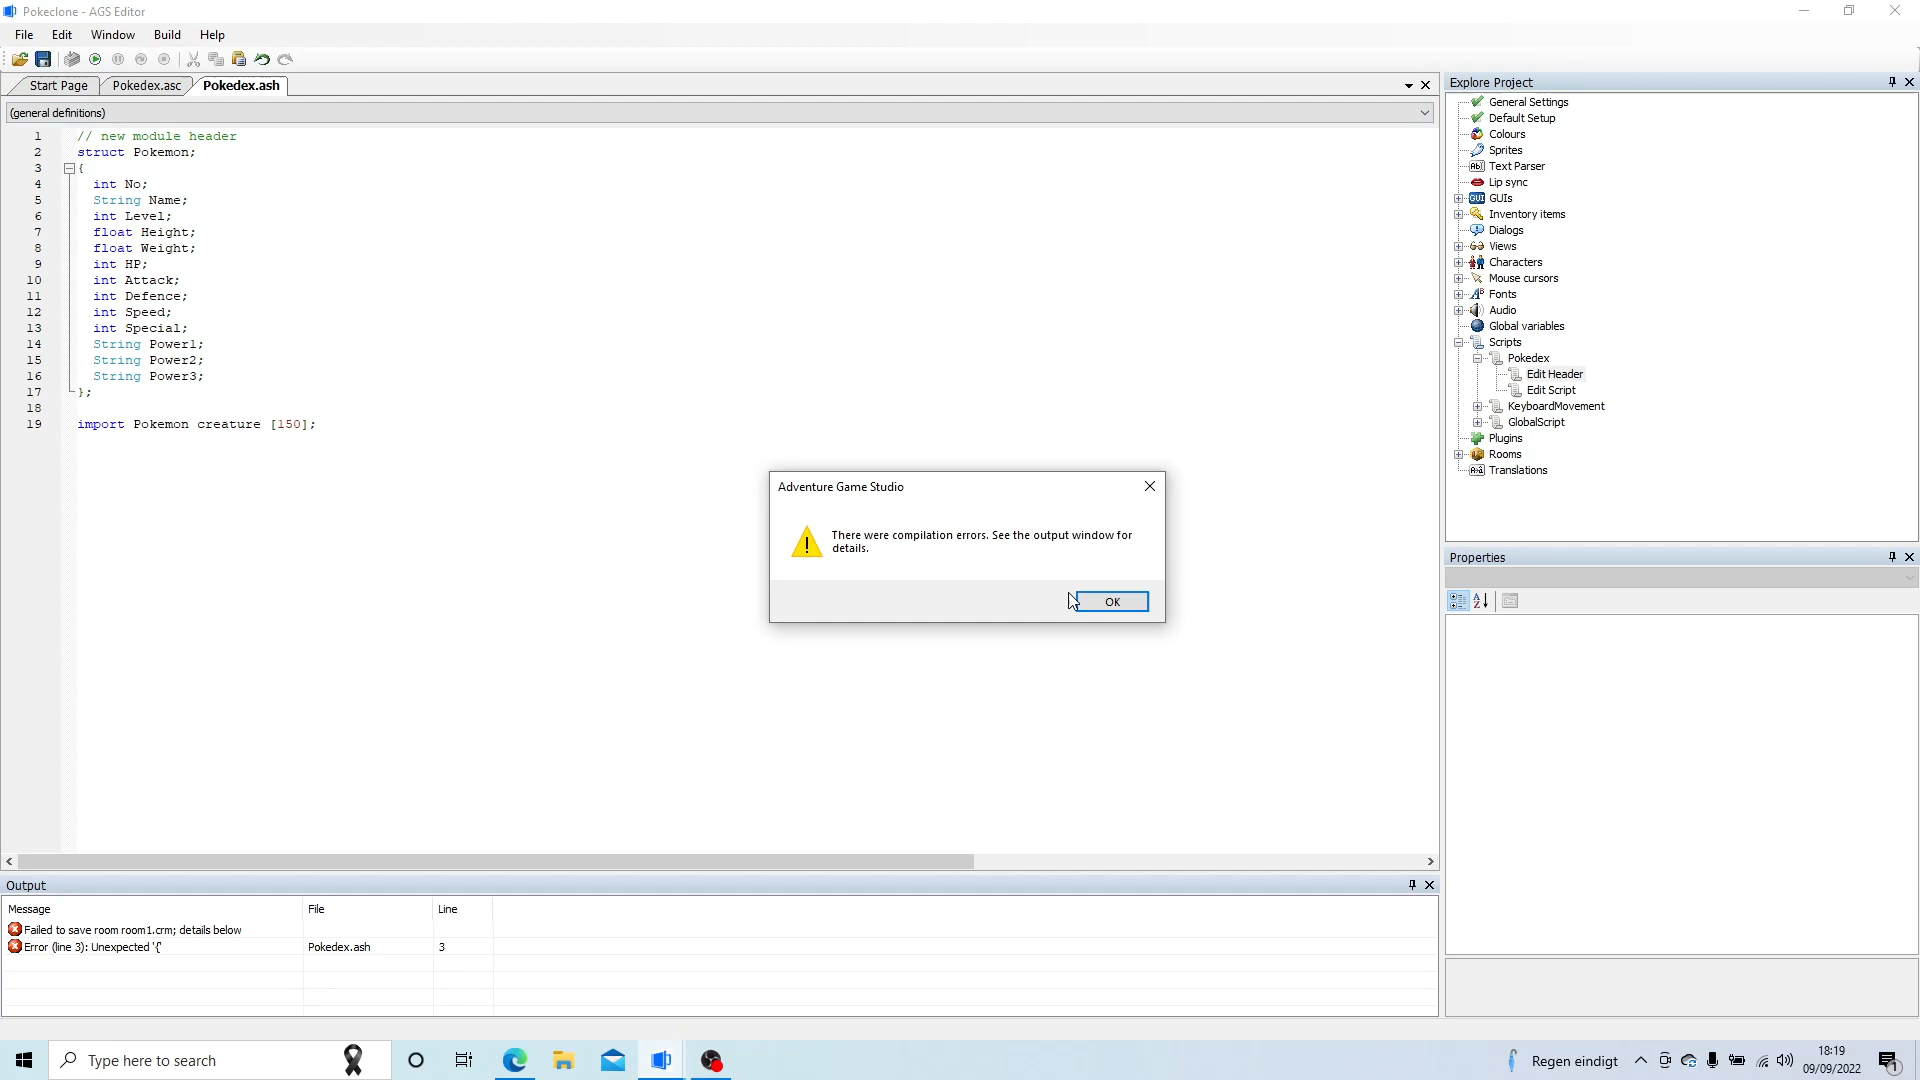 Pokeclone - AGS Editor
File Edit Window Build Help
Start Page Pokedex.asc Pokedex.ash
(general definitions)
1 // new module header
2 struct Pokemon;
3 {
4 int No;
5 String Name;
6 int Level;
7 float Height;
8 float Weight;
9 int HP;
10 int Attack;
11 int Defence;
12 int Speed;
13 int Special;
14 String Power1;
15 String Power2;
16 String Power3;
17 };
18
19 import Pokemon creature [150];
Adventure Game Studio
There were compilation errors. See the output window for
details.
OK
Explore Project
General Settings
Default Setup
Colours
Sprites
Text Parser
Lip sync
GUIs
Inventory items
Dialogs
Views
Characters
Mouse cursors
Fonts
Audio
Global variables
Scripts
Pokedex
Edit Header
Edit Script
KeyboardMovement
GlobalScript
Plugins
Rooms
Translations
Properties
Output
Message File Line
Failed to save room room1.crm; details below
Error (line 3): Unexpected '{' Pokedex.ash 3
Type here to search
Regen eindigt
18:19
09/09/2022
1